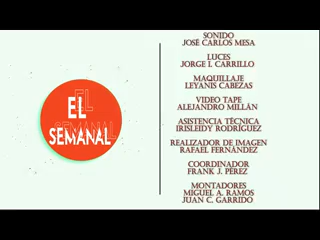 EL
SEMANAL
SONIDO
JOSÉ CARLOS MESA
LUCES
JORGE I. CARRILLO
MAQUILLAJE
LEYANIS CABEZAS
VIDEO TAPE
ALEJANDRO MILLÁN
ASISTENCIA TÉCNICA
IRISLEIDY RODRÍGUEZ
REALIZADOR DE IMAGEN
RAFAEL FERNÁNDEZ
COORDINADOR
FRANK J. PÉREZ
MONTADORES
MIGUEL A. RAMOS
JUAN C. GARRIDO